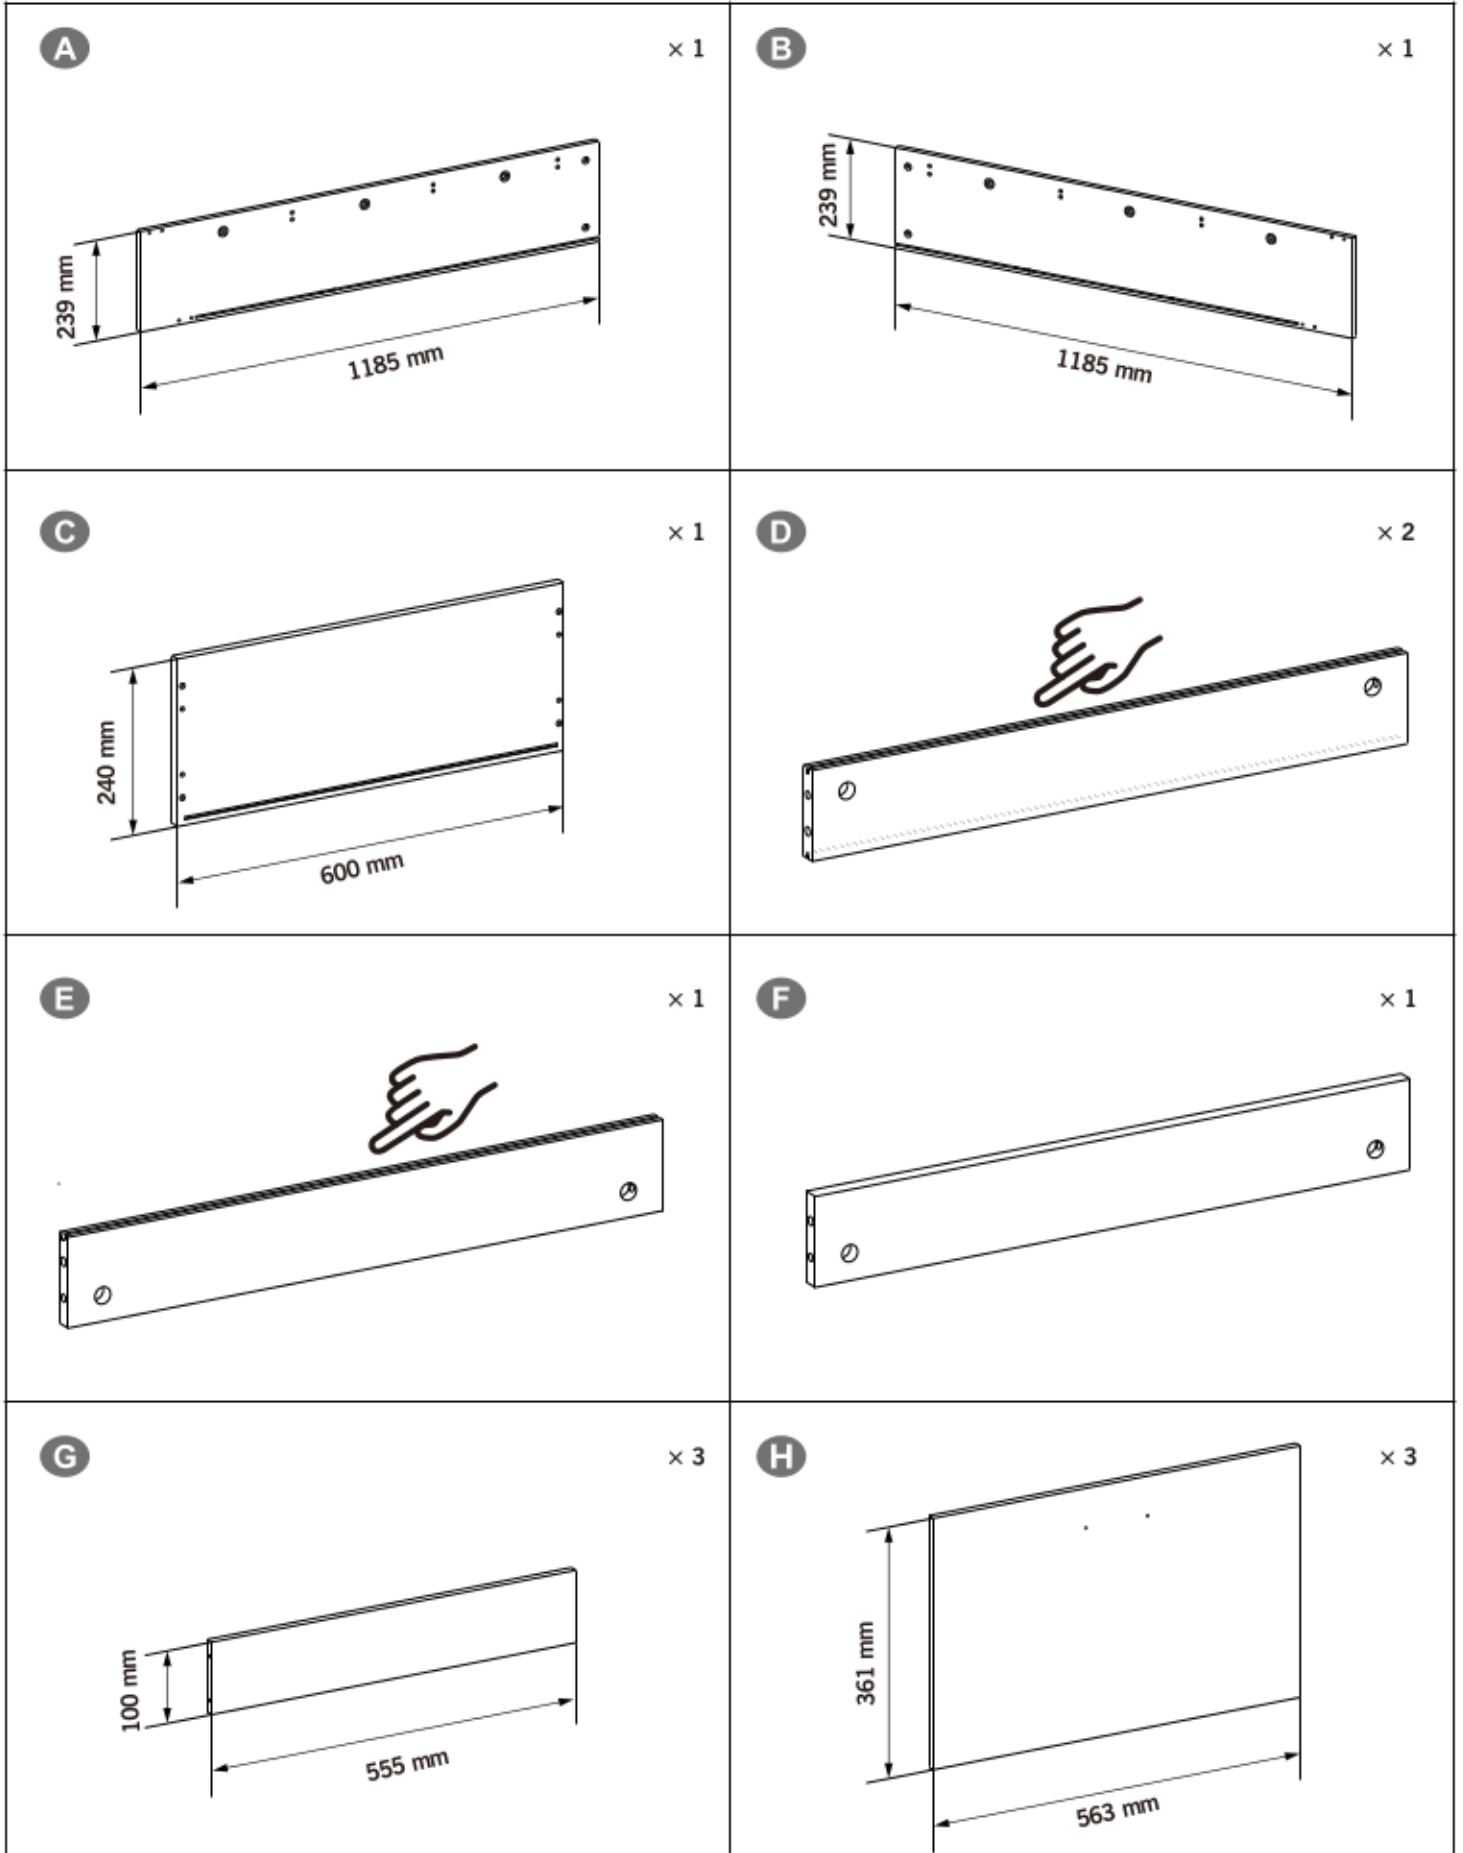 A × 1
B × 1
239 mm
1185 mm
239 mm
1185 mm
C × 1
D × 2
240 mm
600 mm
E × 1
F × 1
G × 3
H × 3
100 mm
555 mm
361 mm
563 mm